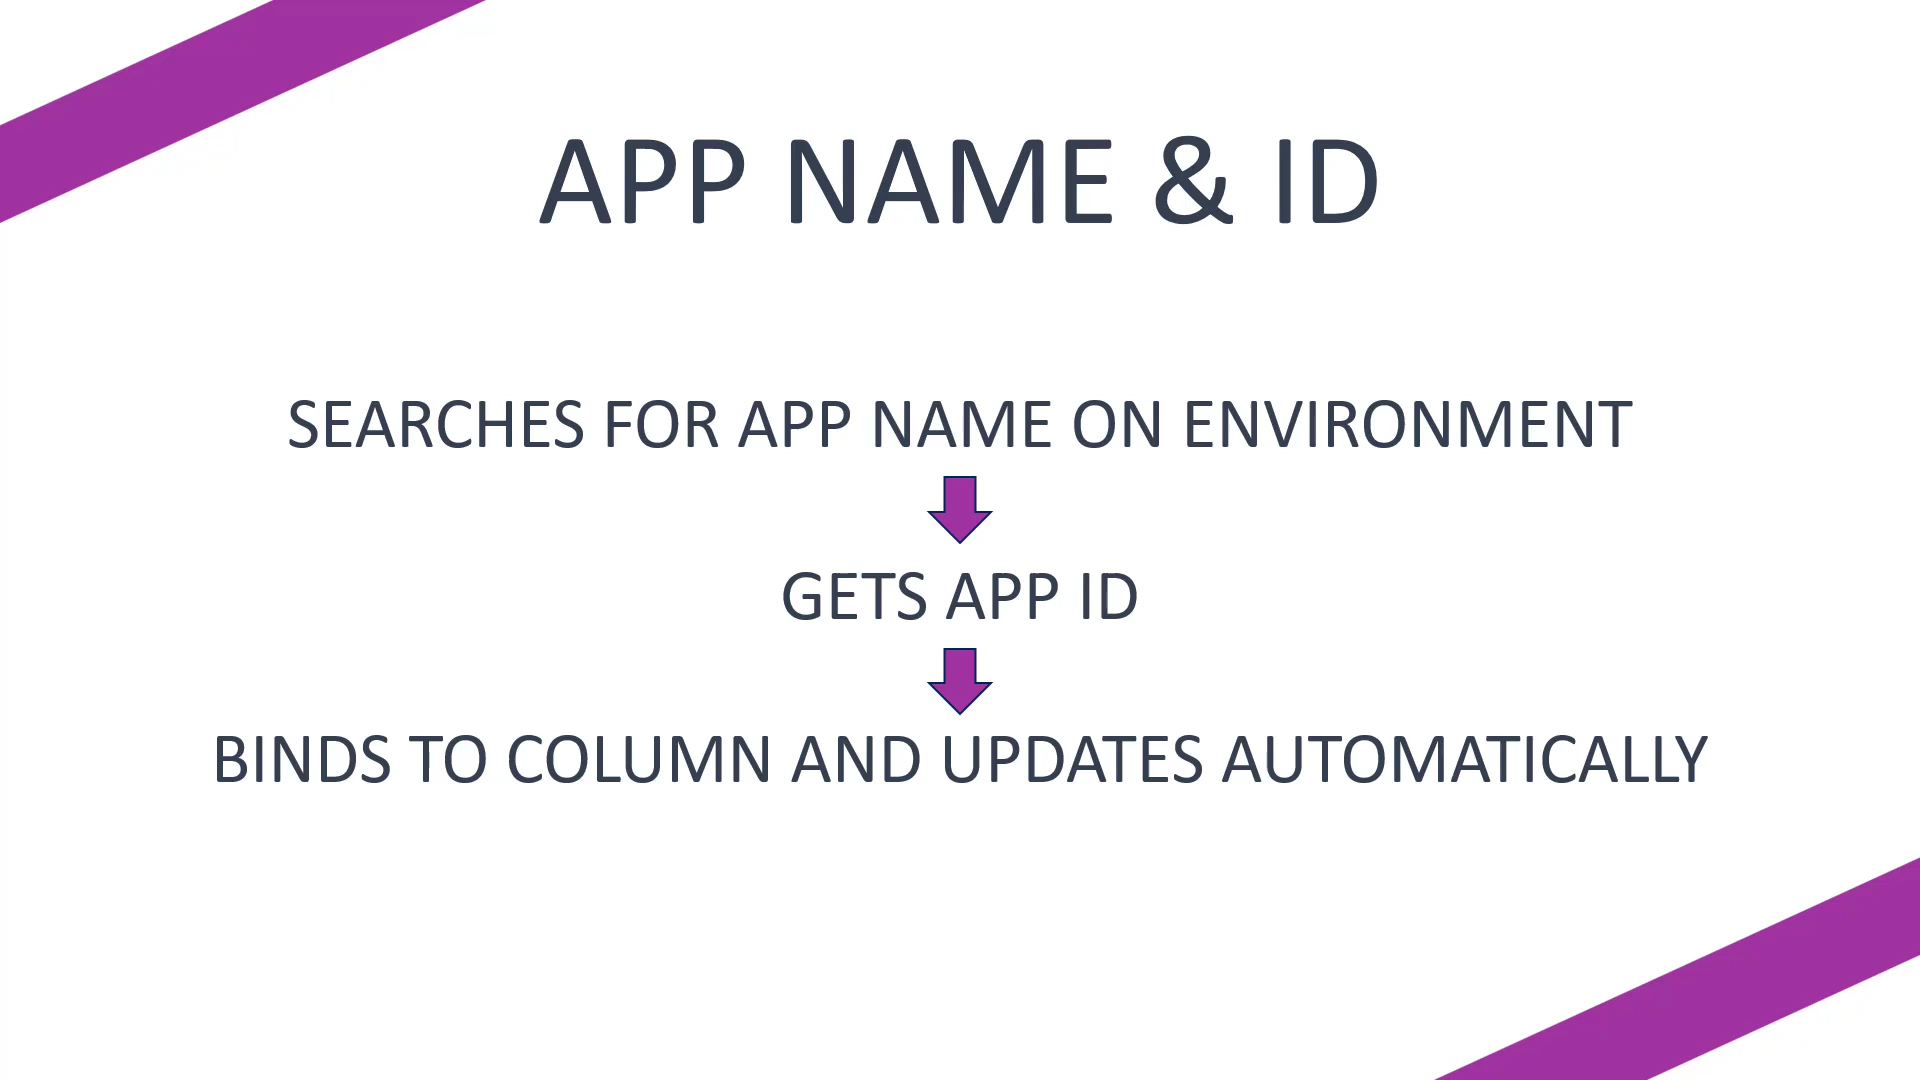 APP NAME & ID
SEARCHES FOR APP NAME ON ENVIRONMENT
GETS APP ID
BINDS TO COLUMN AND UPDATES AUTOMATICALLY